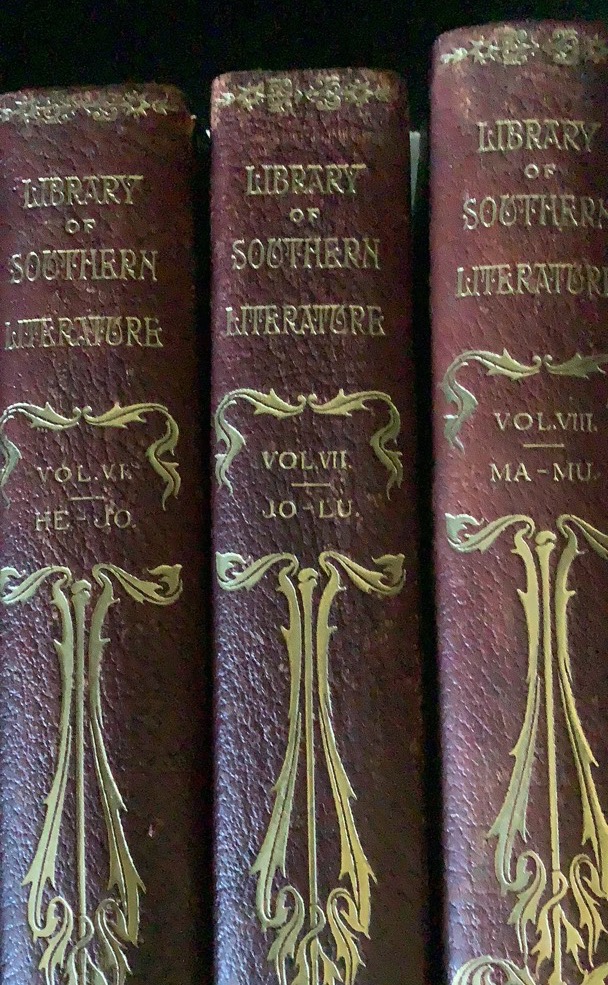 LIBRARY
OF
SOUTHERN
LITERATURE
VOL.VI.
HE-JO.
LIBRARY
OF
SOUTHERN
LITERATURE
VOL.VII.
JO-LU.
LIBRARY
OF
SOUTHERN
LITERATURE
VOL.VIII.
MA-MU.